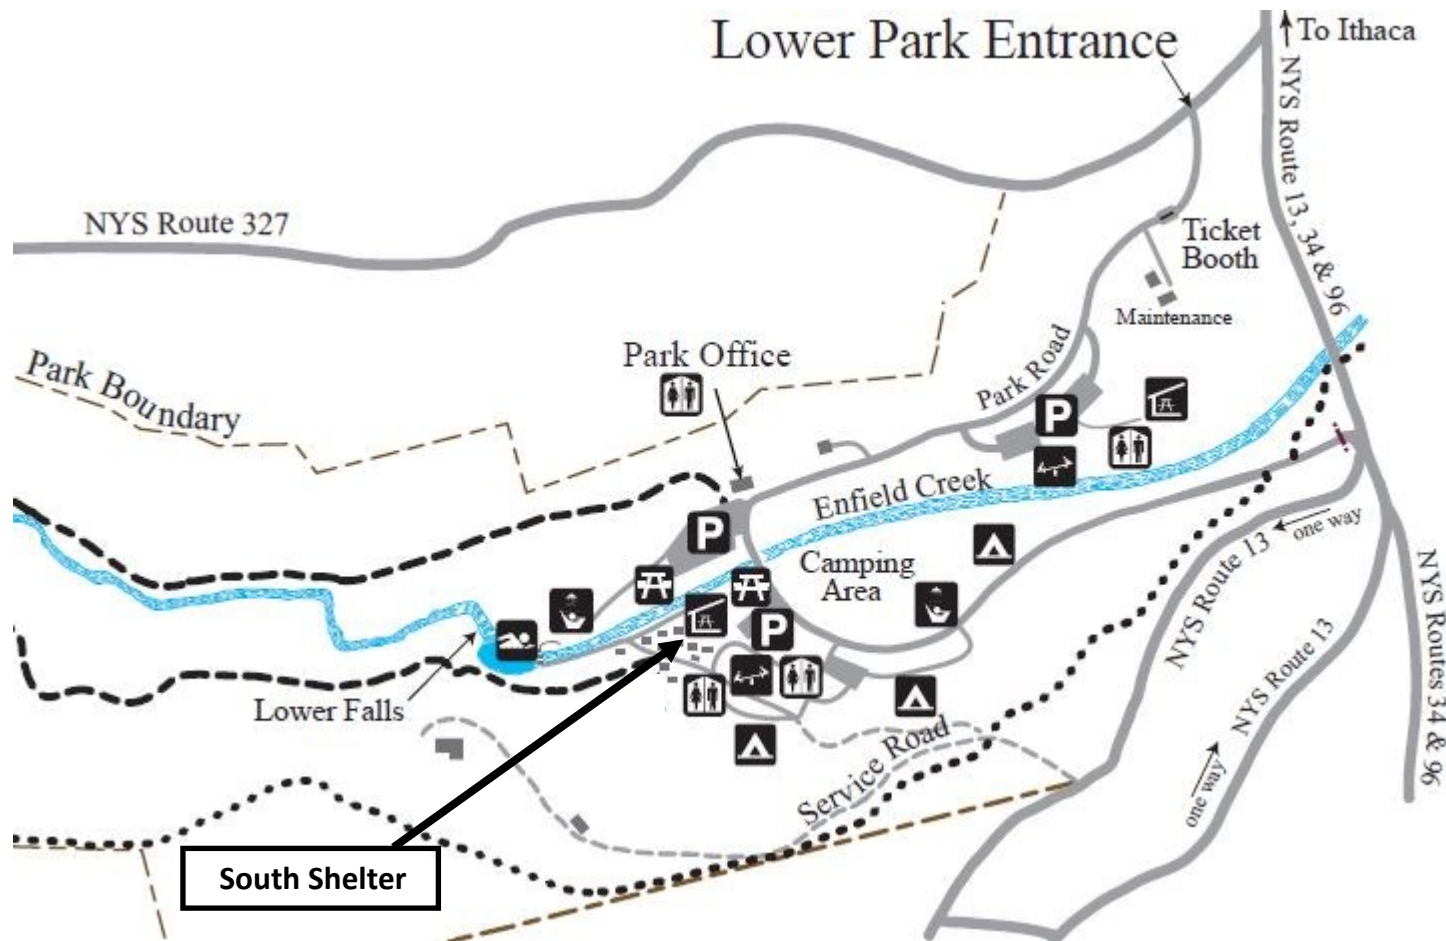 Lower Park Entrance
To Ithaca
NYS Route 13, 34 & 96
NYS Route 327
Ticket
Booth
Maintenance
Park Office
Park Road
Park Boundary
P
Enfield Creek
P
Camping
Area
one way
NYS Route 13
NYS Routes 34 & 96
P
NYS Route 13
Lower Falls
Service Road
one way
South Shelter